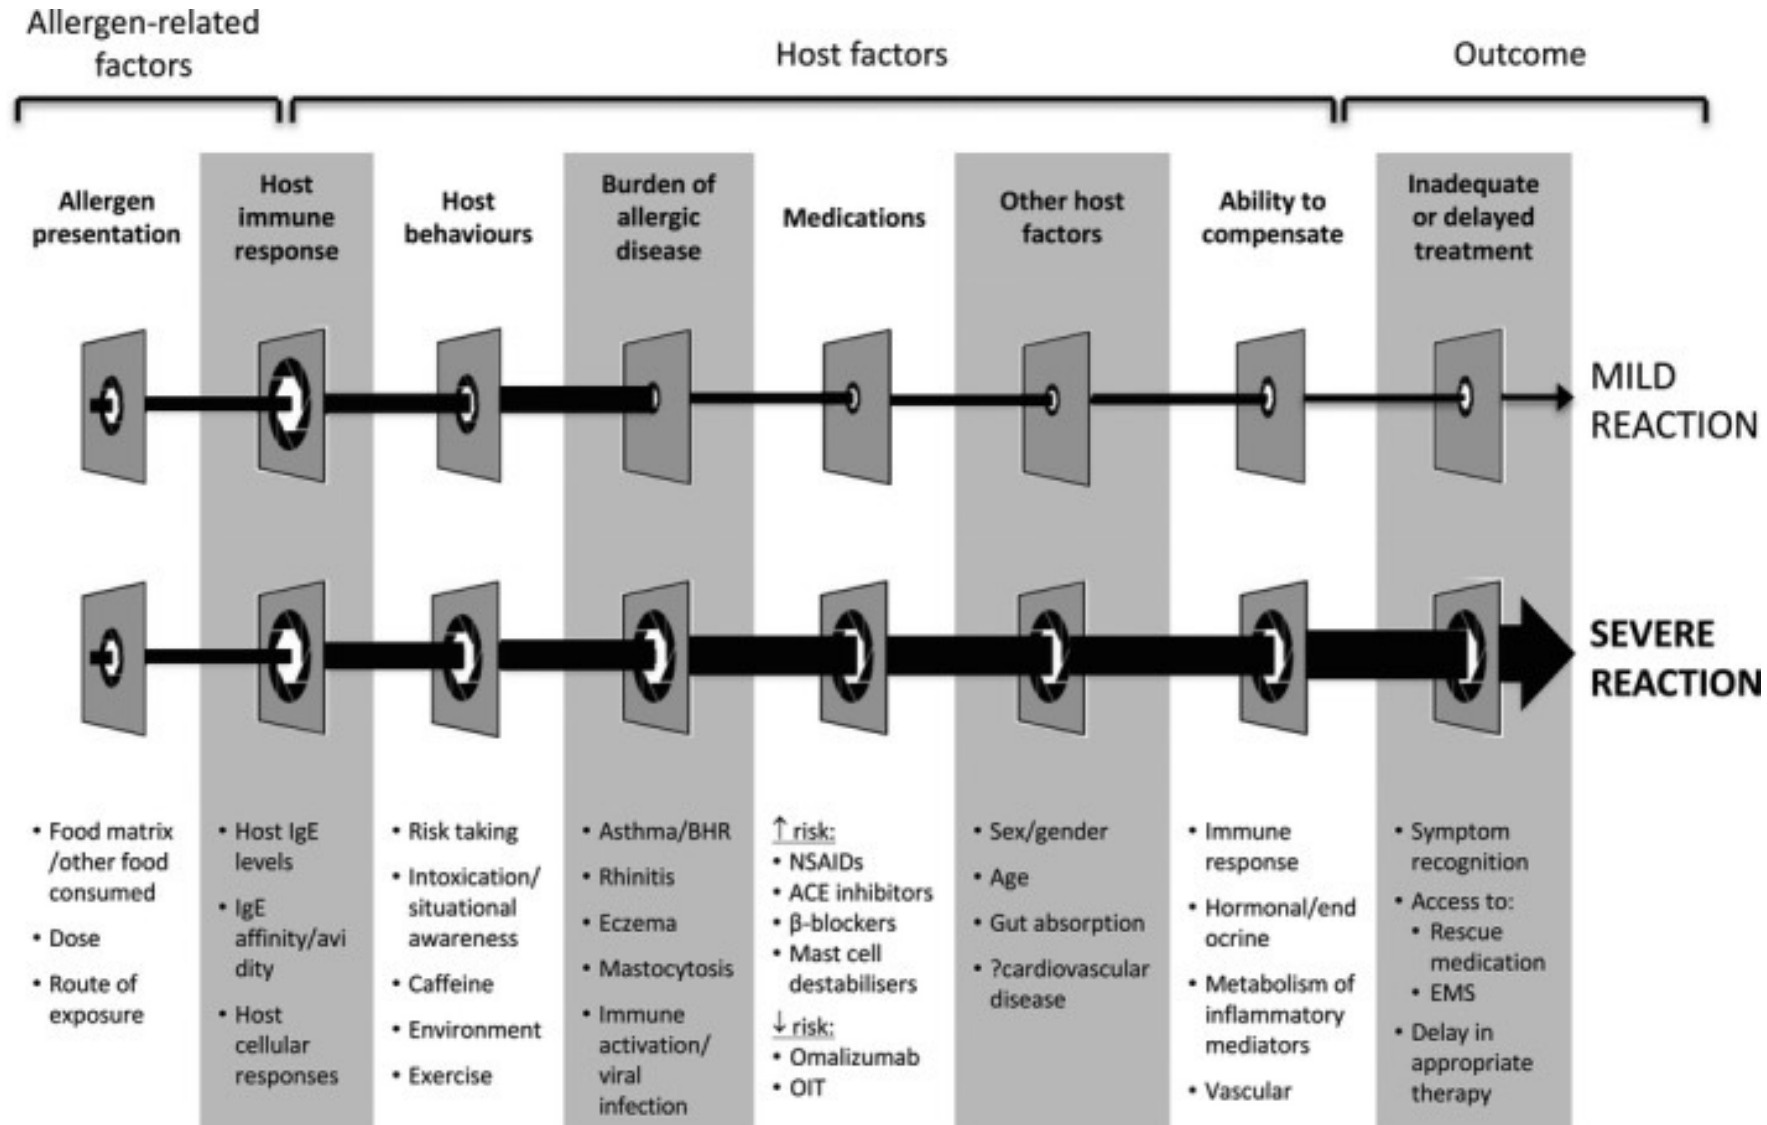 Allergen-related
factors
Host factors
Outcome
Allergen
presentation
Host
immune
response
Host
behaviours
Burden of
allergic
disease
Medications
Other host
factors
Ability to
compensate
Inadequate
or delayed
treatment
MILD
REACTION
SEVERE
REACTION
• Food matrix
/other food
consumed
• Dose
• Route of
exposure
• Host IgE
levels
• IgE
affinity/avi
dity
• Host
cellular
responses
• Risk taking
• Intoxication/
situational
awareness
• Caffeine
• Environment
• Exercise
• Asthma/BHR
• Rhinitis
• Eczema
• Mastocytosis
• Immune
activation/
viral
infection
↑ risk:
• NSAIDs
• ACE inhibitors
• β-blockers
• Mast cell
destabilisers
↓ risk:
• Omalizumab
• OIT
• Sex/gender
• Age
• Gut absorption
• ?cardiovascular
disease
• Immune
response
• Hormonal/end
ocrine
• Metabolism of
inflammatory
mediators
• Vascular
• Symptom
recognition
• Access to:
• Rescue
medication
• EMS
• Delay in
appropriate
therapy